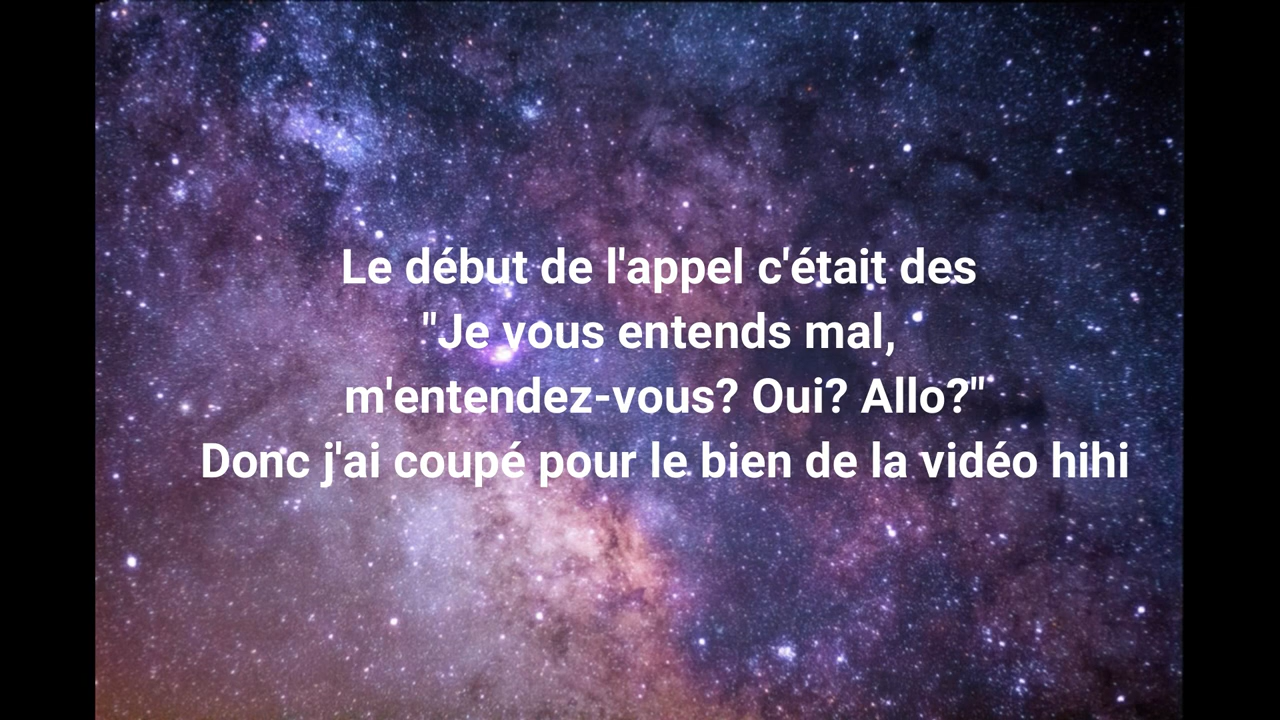 Le début de l'appel c'était des
"Je vous entends mal,
m'entendez-vous? Oui? Allo?"
Donc j'ai coupé pour le bien de la vidéo hihi